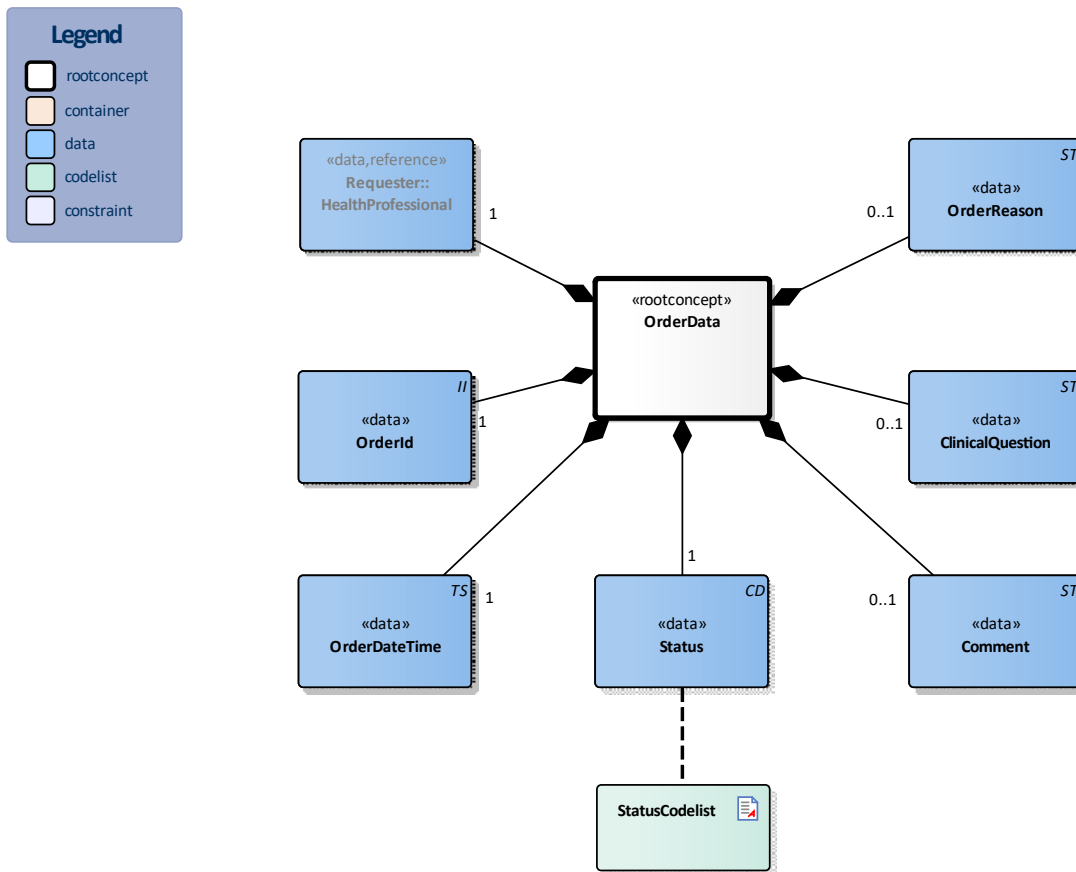 Legend
rootconcept
container
data
codelist
constraint
«data,reference»
Requester::
HealthProfessional
1
ST
«data»
OrderReason
0..1
«rootconcept»
OrderData
II
«data»
OrderId
1
ST
«data»
ClinicalQuestion
0..1
TS
«data»
OrderDateTime
1
CD
«data»
Status
1
ST
«data»
Comment
0..1
StatusCodelist